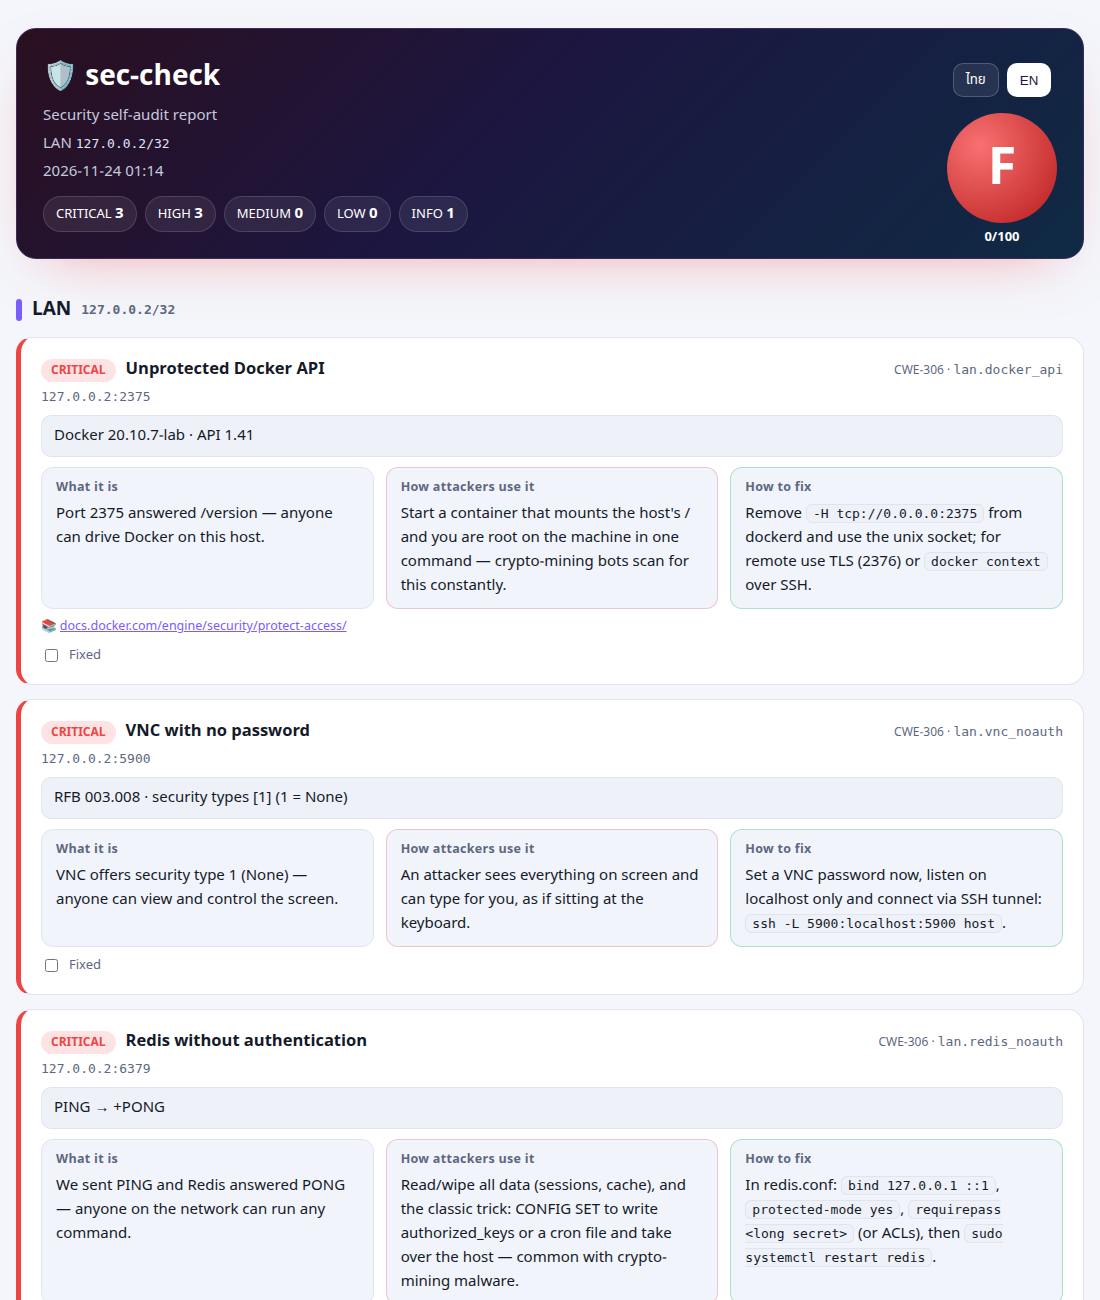 🛡️ sec-check
ไทย EN
Security self-audit report
LAN 127.0.0.2/32
2026-11-24 01:14
F
CRITICAL 3 HIGH 3 MEDIUM 0 LOW 0 INFO 1
0/100
LAN 127.0.0.2/32
CRITICAL Unprotected Docker API CWE-306 · lan.docker_api
127.0.0.2:2375
Docker 20.10.7-lab · API 1.41
What it is
Port 2375 answered /version — anyone
can drive Docker on this host.
How attackers use it
Start a container that mounts the host's /
and you are root on the machine in one
command — crypto-mining bots scan for
this constantly.
How to fix
Remove -H tcp://0.0.0.0:2375 from
dockerd and use the unix socket; for
remote use TLS (2376) or docker context
over SSH.
📚 docs.docker.com/engine/security/protect-access/
Fixed
CRITICAL VNC with no password CWE-306 · lan.vnc_noauth
127.0.0.2:5900
RFB 003.008 · security types [1] (1 = None)
What it is
VNC offers security type 1 (None) —
anyone can view and control the screen.
How attackers use it
An attacker sees everything on screen and
can type for you, as if sitting at the
keyboard.
How to fix
Set a VNC password now, listen on
localhost only and connect via SSH tunnel:
ssh -L 5900:localhost:5900 host.
Fixed
CRITICAL Redis without authentication CWE-306 · lan.redis_noauth
127.0.0.2:6379
PING → +PONG
What it is
We sent PING and Redis answered PONG
— anyone on the network can run any
command.
How attackers use it
Read/wipe all data (sessions, cache), and
the classic trick: CONFIG SET to write
authorized_keys or a cron file and take
over the host — common with crypto-
mining malware.
How to fix
In redis.conf: bind 127.0.0.1 ::1,
protected-mode yes, requirepass
<long secret> (or ACLs), then sudo
systemctl restart redis.